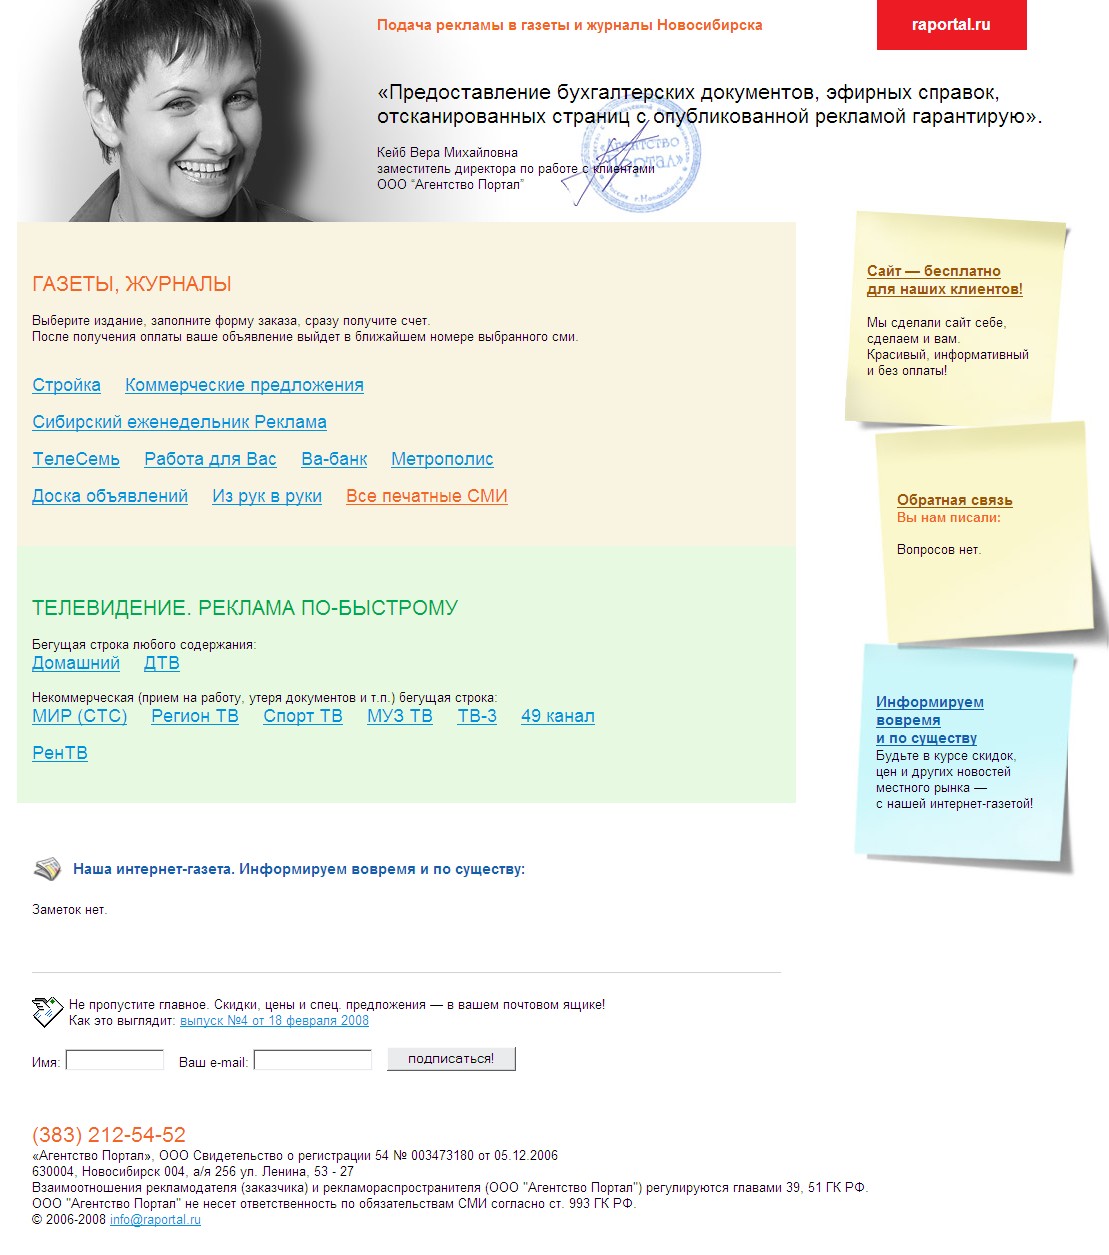 Подача рекламы в газеты и журналы Новосибирска
raportal.ru
«Предоставление бухгалтерских документов, эфирных справок,
отсканированных страниц с опубликованной рекламой гарантирую».
Кейб Вера Михайловна
заместитель директора по работе с клиентами
ООО “Агентство Портал”
«Агентство
Портал»
г.Новосибирск
ГАЗЕТЫ, ЖУРНАЛЫ
Выберите издание, заполните форму заказа, сразу получите счет.
После получения оплаты ваше объявление выйдет в ближайшем номере выбранного сми.
Стройка Коммерческие предложения
Сибирский еженедельник Реклама
ТелеСемь Работа для Вас Ва-банк Метрополис
Доска объявлений Из рук в руки Все печатные СМИ
ТЕЛЕВИДЕНИЕ. РЕКЛАМА ПО-БЫСТРОМУ
Бегущая строка любого содержания:
Домашний ДТВ
Некоммерческая (прием на работу, утеря документов и т.п.) бегущая строка:
МИР (СТС) Регион ТВ Спорт ТВ МУЗ ТВ ТВ-3 49 канал
РенТВ
Сайт — бесплатно
для наших клиентов!
Мы сделали сайт себе,
сделаем и вам.
Красивый, информативный
и без оплаты!
Обратная связь
Вы нам писали:
Вопросов нет.
Информируем
вовремя
и по существу
Будьте в курсе скидок,
цен и других новостей
местного рынка —
с нашей интернет-газетой!
Наша интернет-газета. Информируем вовремя и по существу:
Заметок нет.
Не пропустите главное. Скидки, цены и спец. предложения — в вашем почтовом ящике!
Как это выглядит: выпуск №4 от 18 февраля 2008
Имя: Ваш e-mail: подписаться!
(383) 212-54-52
«Агентство Портал», ООО Свидетельство о регистрации 54 № 003473180 от 05.12.2006
630004, Новосибирск 004, а/я 256 ул. Ленина, 53 - 27
Взаимоотношения рекламодателя (заказчика) и рекламораспространителя (ООО "Агентство Портал") регулируются главами 39, 51 ГК РФ.
ООО "Агентство Портал" не несет ответственность по обязательствам СМИ согласно ст. 993 ГК РФ.
© 2006-2008 info@raportal.ru